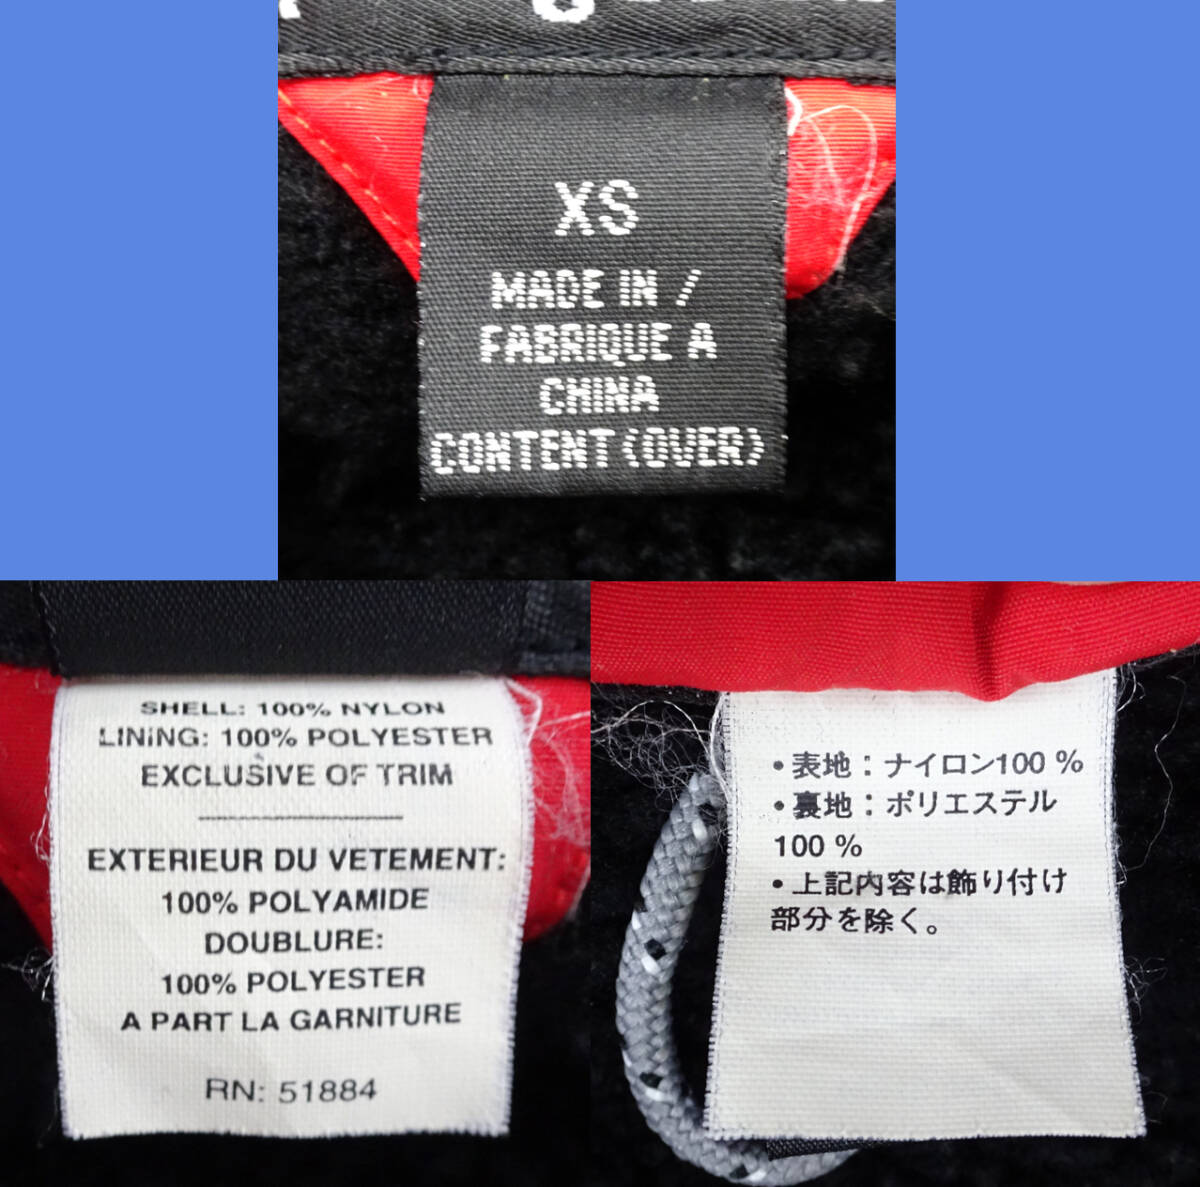 XS
MADE IN /
FABRIQUE A
CHINA
CONTENT (OVER)
SHELL: 100% NYLON
LINING: 100% POLYESTER
EXCLUSIVE OF TRIM
EXTERIEUR DU VETEMENT:
100% POLYAMIDE
DOUBLURE:
100% POLYESTER
A PART LA GARNITURE
RN: 51884
・表地：ナイロン100 %
・裏地：ポリエステル
100 %
・上記内容は飾り付け
部分を除く。